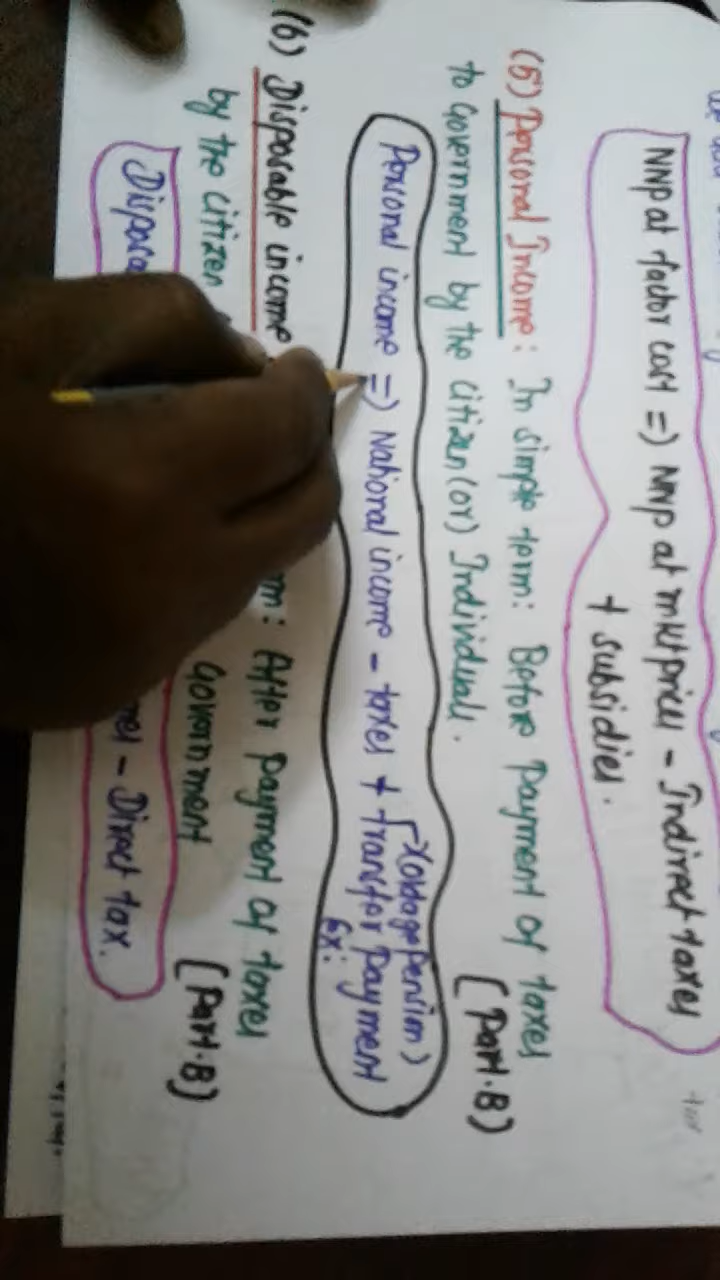 NNP at factor cost => NNP at mkt prices - Indirect taxes
+ subsidies.
(5) Personal Income: In simple term: Before Payment of taxes
to Government by the citizen (or) Individuals. (Part.B)
(oldage Pension)
Personal income => National income - taxes + Transfer Payment
Ex:
(6) Disposable income : After payment of taxes
by the citizen Government (Part.B)
- Direct tax.